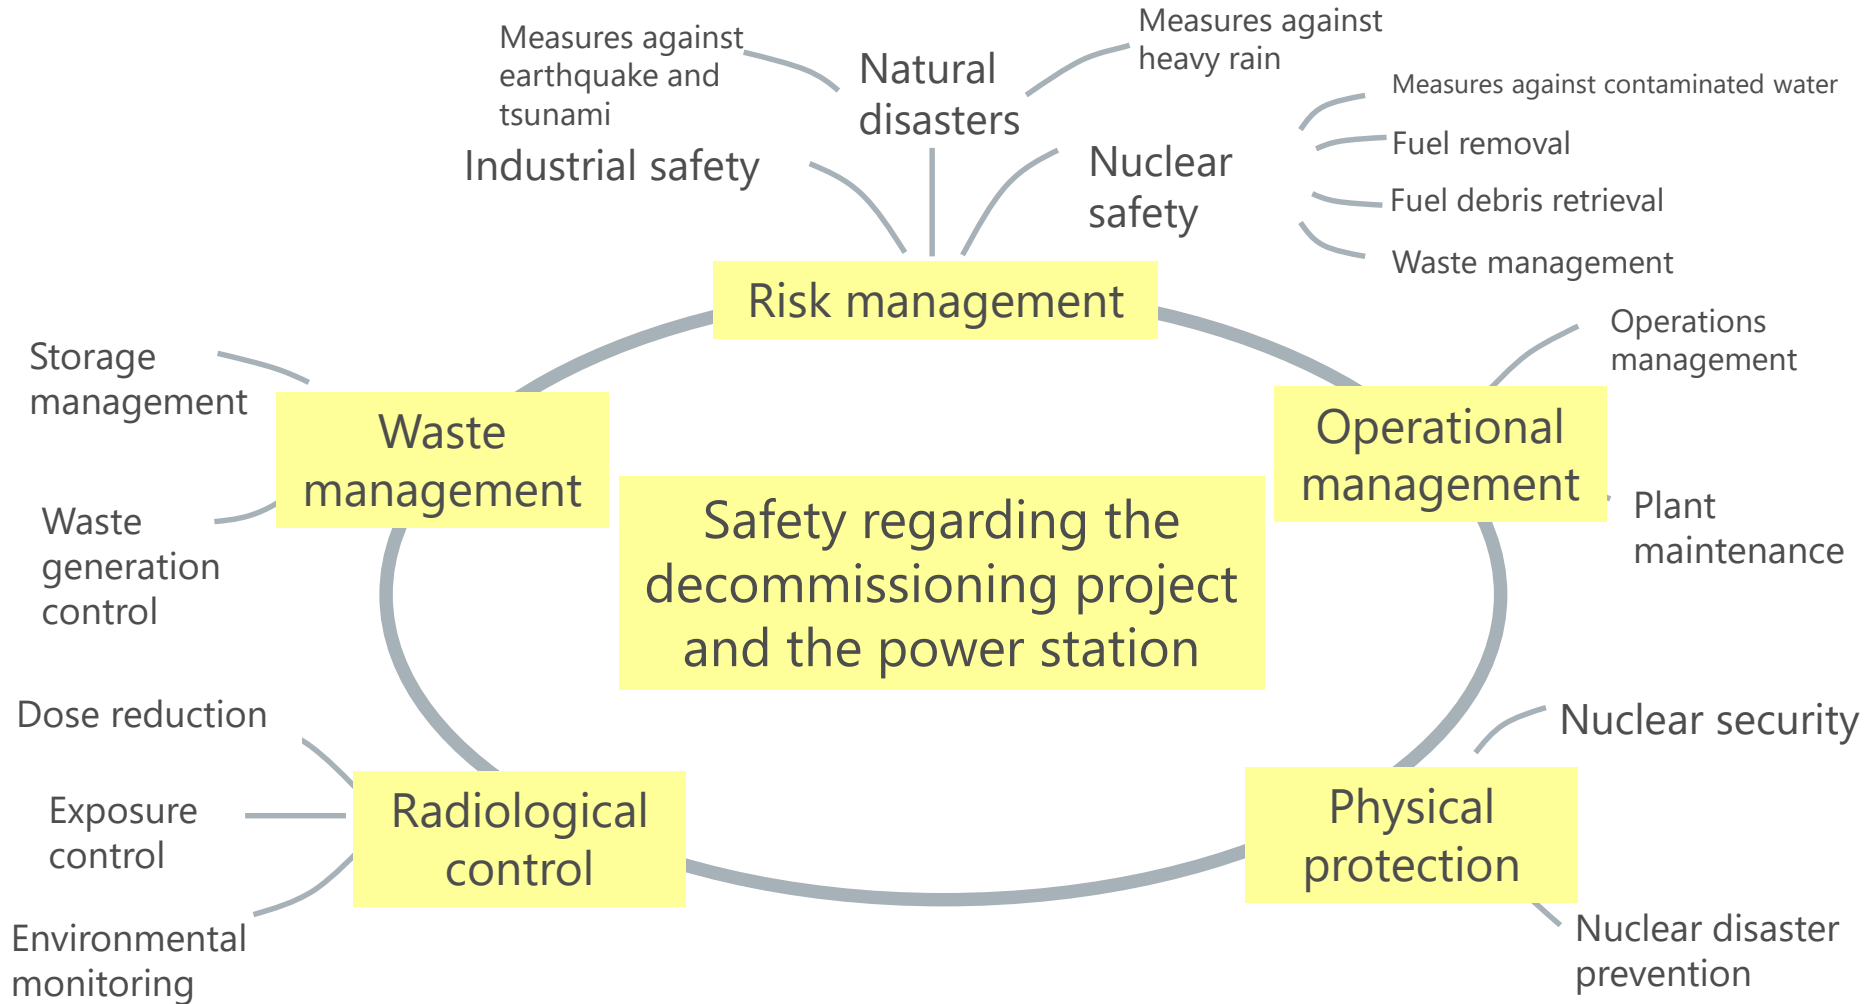 Measures against
earthquake and
tsunami
Natural
disasters
Measures against
heavy rain
Industrial safety
Nuclear
safety
Measures against contaminated water
Fuel removal
Fuel debris retrieval
Waste management
Risk management
Operations
management
Storage
management
Waste
management
Operational
management
Waste
generation
control
Plant
maintenance
Safety regarding the
decommissioning project
and the power station
Dose reduction
Nuclear security
Exposure
control
Radiological
control
Physical
protection
Environmental
monitoring
Nuclear disaster
prevention